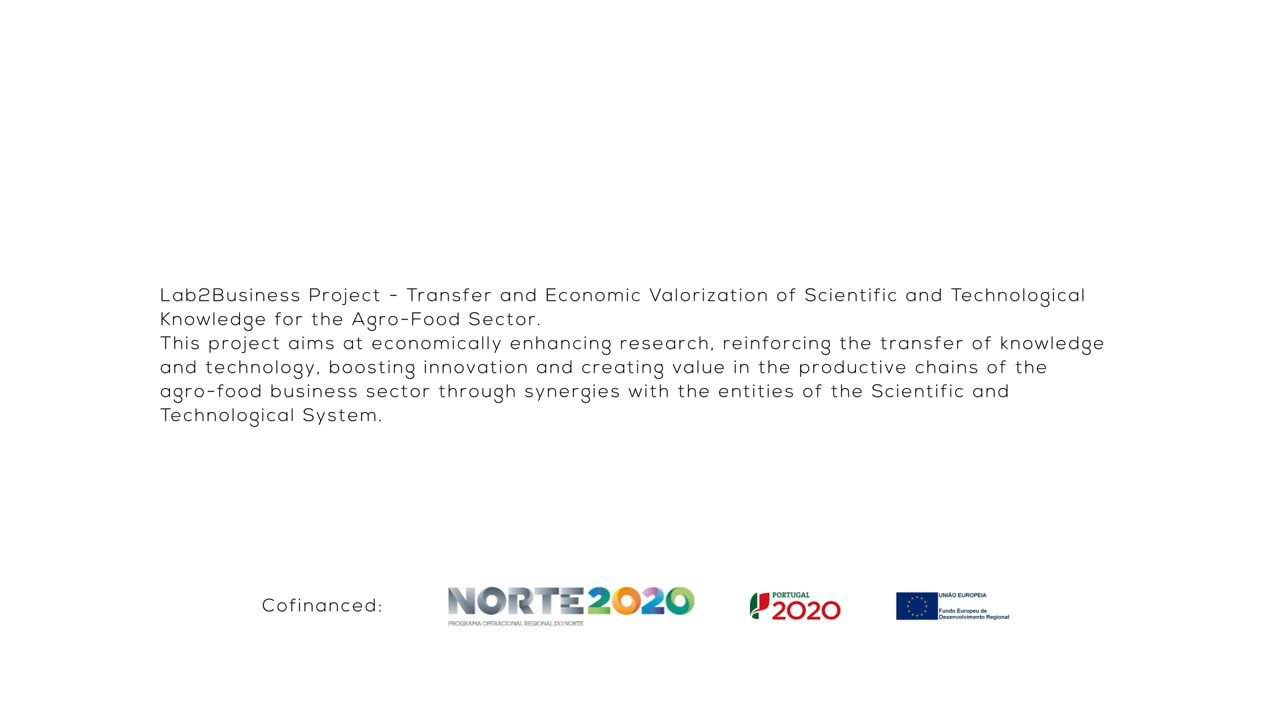 Lab2Business Project - Transfer and Economic Valorization of Scientific and Technological
Knowledge for the Agro-Food Sector.
This project aims at economically enhancing research, reinforcing the transfer of knowledge
and technology, boosting innovation and creating value in the productive chains of the
agro-food business sector through synergies with the entities of the Scientific and
Technological System.
Cofinanced:
NORTE2020
PROGRAMA OPERACIONAL REGIONAL DO NORTE
PORTUGAL
2020
UNIÃO EUROPEIA
Fundo Europeu de
Desenvolvimento Regional